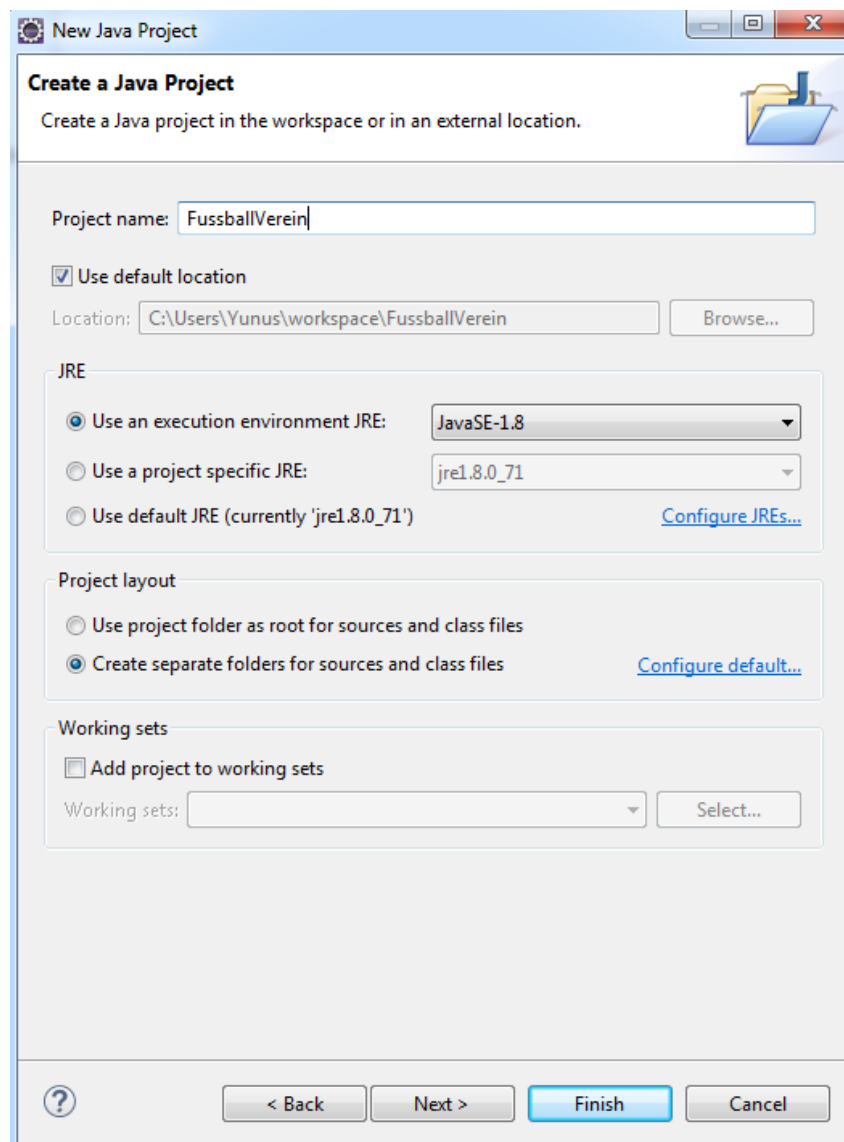 New Java Project
Create a Java Project
Create a Java project in the workspace or in an external location.
Project name: FussballVerein
Use default location
Location: C:\Users\Yunus\workspace\FussballVerein Browse...
JRE
Use an execution environment JRE: JavaSE-1.8
Use a project specific JRE: jre1.8.0_71
Use default JRE (currently 'jre1.8.0_71') Configure JREs...
Project layout
Use project folder as root for sources and class files
Create separate folders for sources and class files Configure default...
Working sets
Add project to working sets
Working sets: Select...
? < Back Next > Finish Cancel